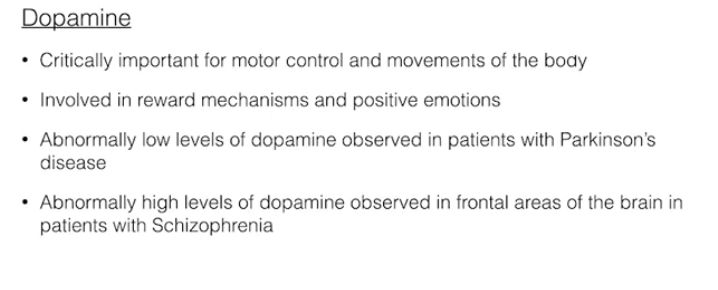 Dopamine
• Critically important for motor control and movements of the body
• Involved in reward mechanisms and positive emotions
• Abnormally low levels of dopamine observed in patients with Parkinson's
disease
• Abnormally high levels of dopamine observed in frontal areas of the brain in
patients with Schizophrenia